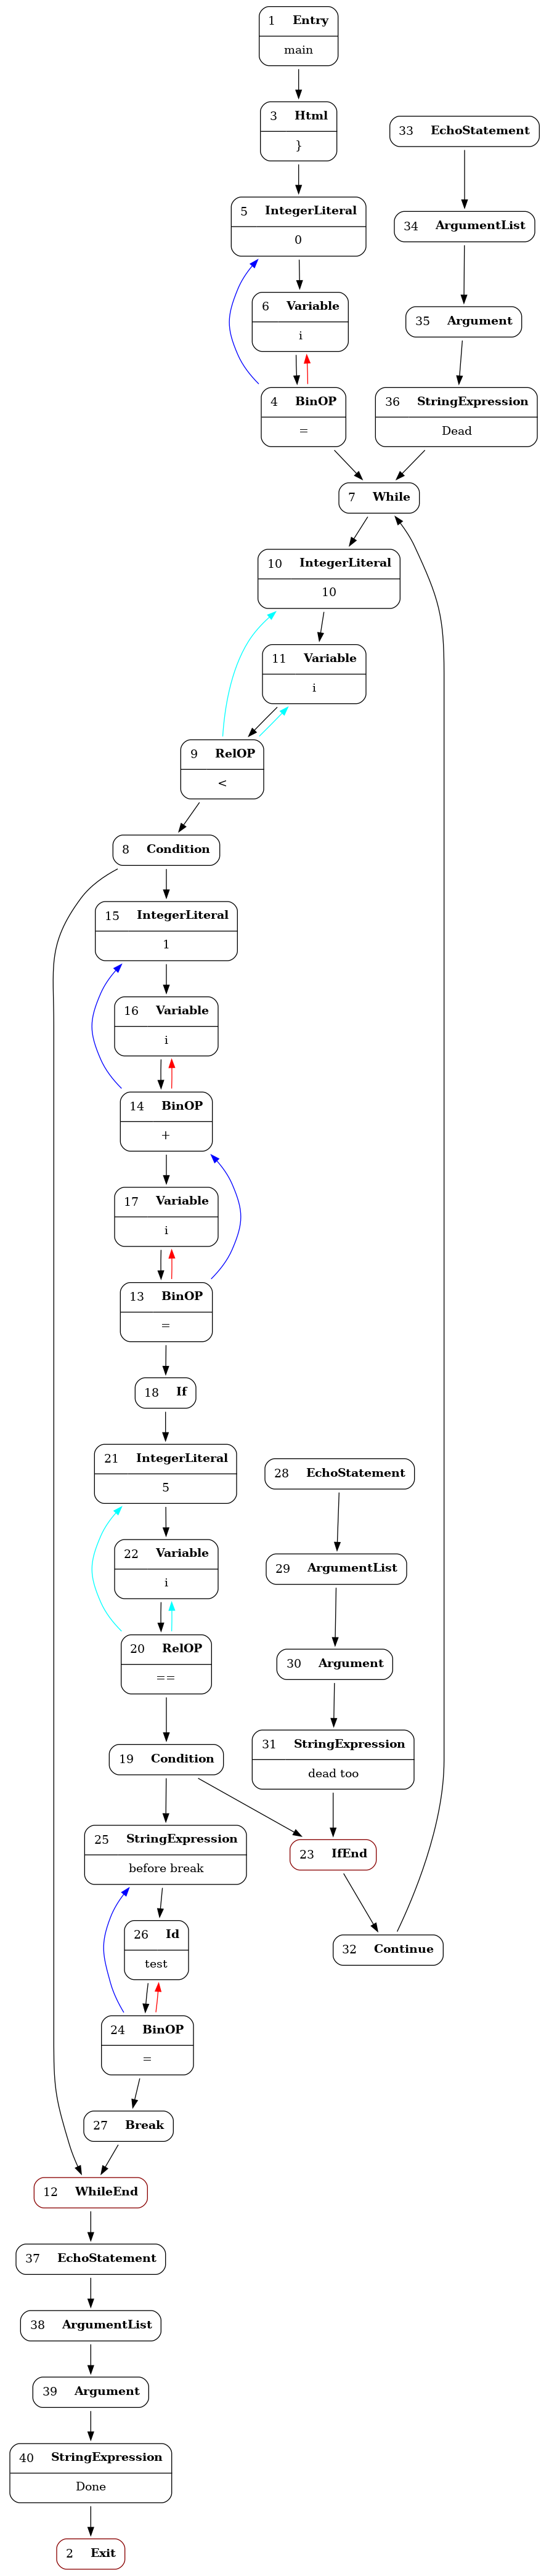 1 Entry
main
3 Html
}
33 EchoStatement
5 IntegerLiteral
0
34 ArgumentList
6 Variable
i
35 Argument
4 BinOP
=
36 StringExpression
Dead
7 While
10 IntegerLiteral
10
11 Variable
i
9 RelOP
<
8 Condition
15 IntegerLiteral
1
16 Variable
i
14 BinOP
+
17 Variable
i
13 BinOP
=
18 If
21 IntegerLiteral
5
28 EchoStatement
22 Variable
i
29 ArgumentList
20 RelOP
==
30 Argument
19 Condition
31 StringExpression
dead too
25 StringExpression
before break
23 IfEnd
26 Id
test
32 Continue
24 BinOP
=
27 Break
12 WhileEnd
37 EchoStatement
38 ArgumentList
39 Argument
40 StringExpression
Done
2 Exit